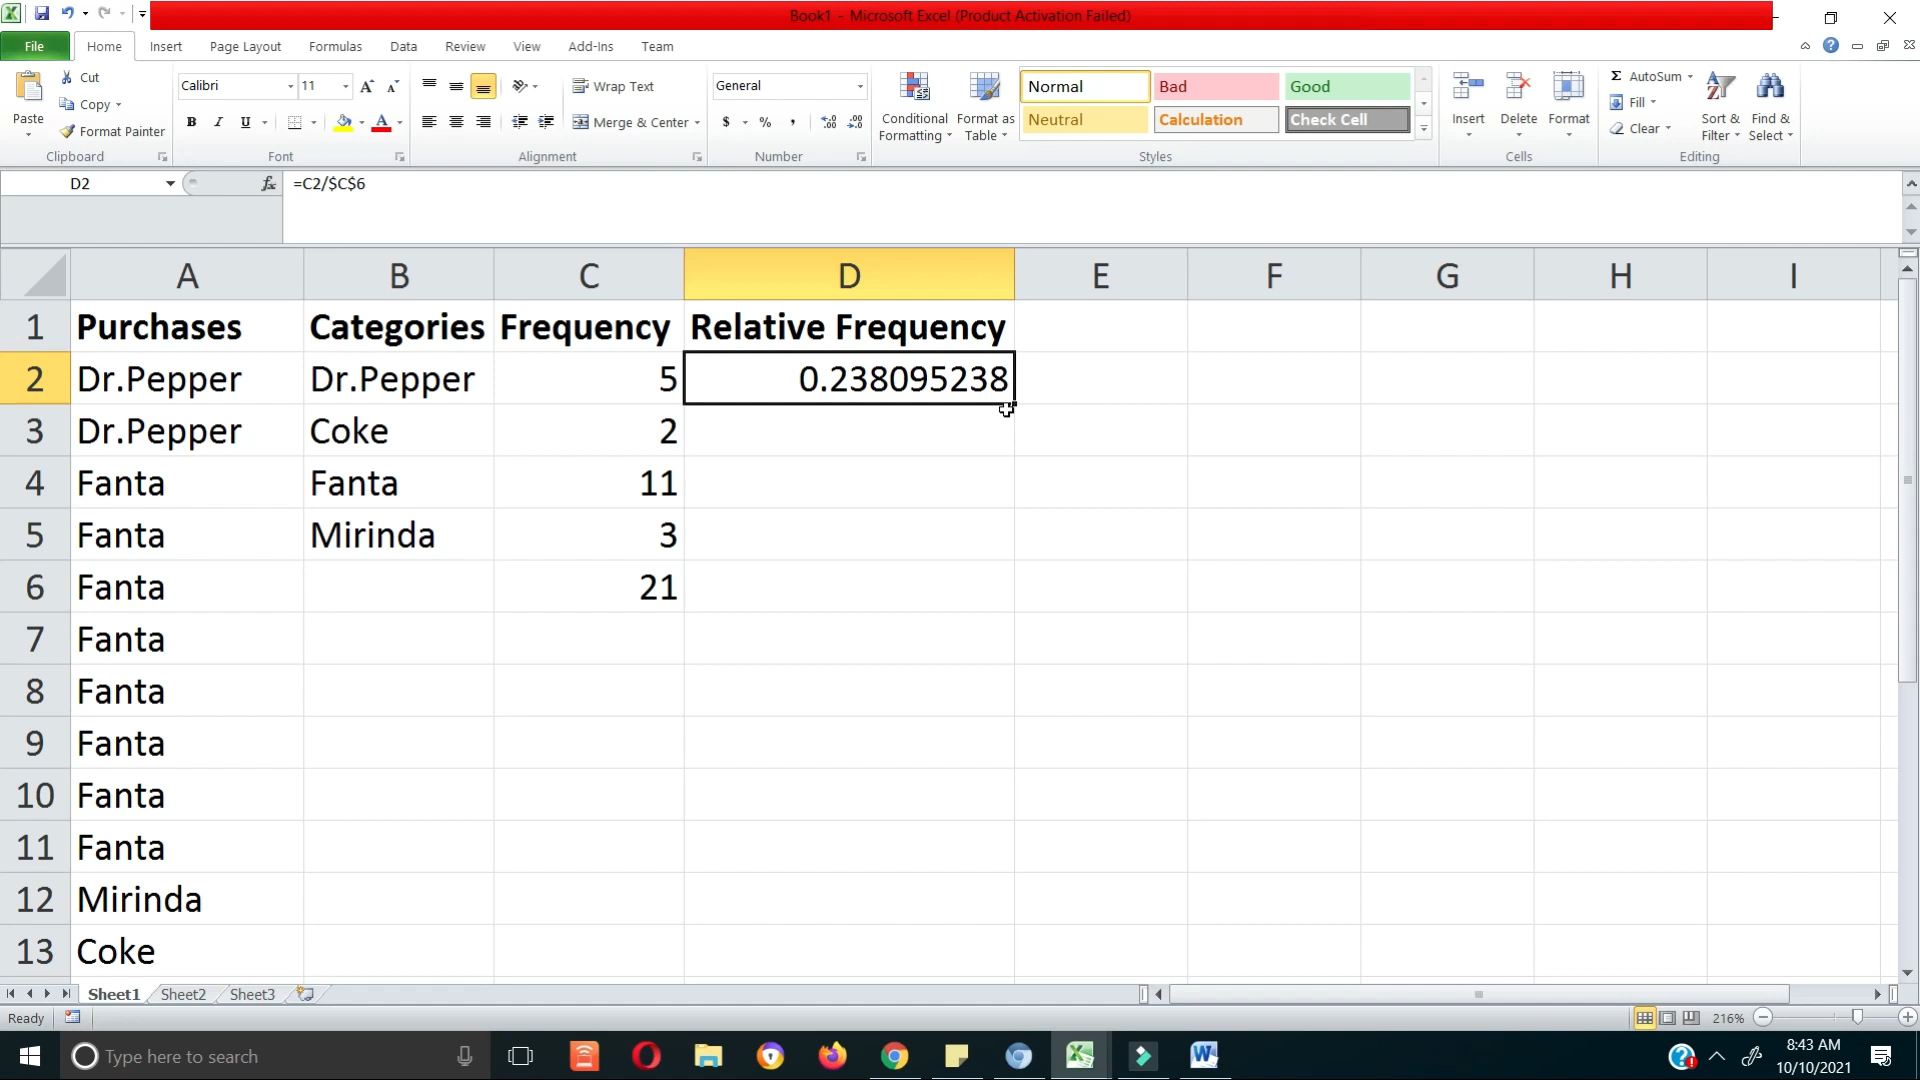 Book1 - Microsoft Excel (Product Activation Failed)
File Home Insert Page Layout Formulas Data Review View Add-Ins Team
Paste
Cut
Copy
Format Painter
Clipboard
Calibri 11
B I U
Font
Wrap Text
Merge & Center
Alignment
General
$ % ,
Number
Conditional Formatting
Format as Table
Normal Bad Good
Neutral Calculation Check Cell
Styles
Insert Delete Format
Cells
Σ AutoSum
Fill
Clear
Sort & Filter
Find & Select
Editing
D2 fx =C2/$C$6
A B C D E F G H I
1 Purchases Categories Frequency Relative Frequency
2 Dr.Pepper Dr.Pepper 5 0.238095238
3 Dr.Pepper Coke 2
4 Fanta Fanta 11
5 Fanta Mirinda 3
6 Fanta 21
7 Fanta
8 Fanta
9 Fanta
10 Fanta
11 Fanta
12 Mirinda
13 Coke
Sheet1 Sheet2 Sheet3
Ready 216%
Type here to search
8:43 AM
10/10/2021